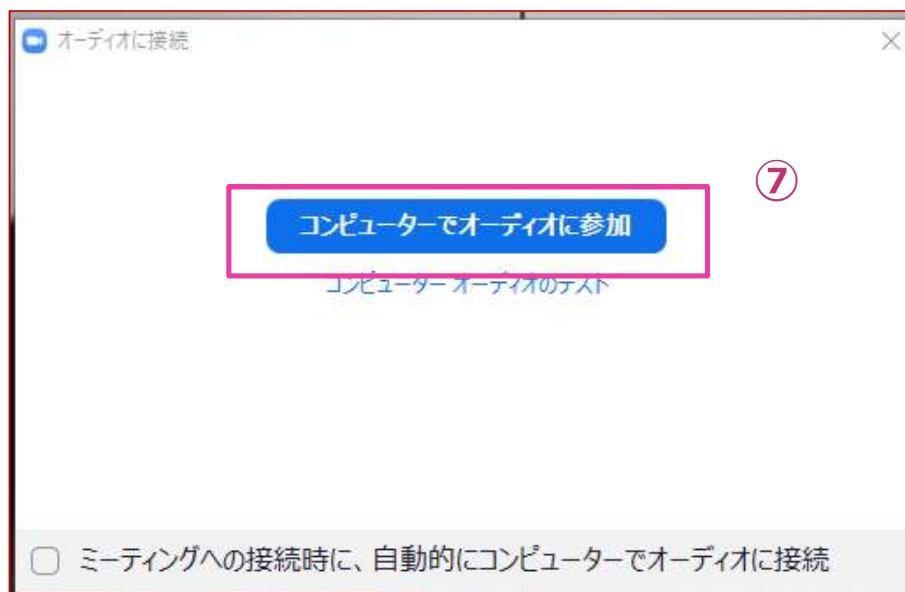 オーディオに接続
⑦
コンピューターでオーディオに参加
コンピューター オーディオのテスト
ミーティングへの接続時に、自動的にコンピューターでオーディオに接続